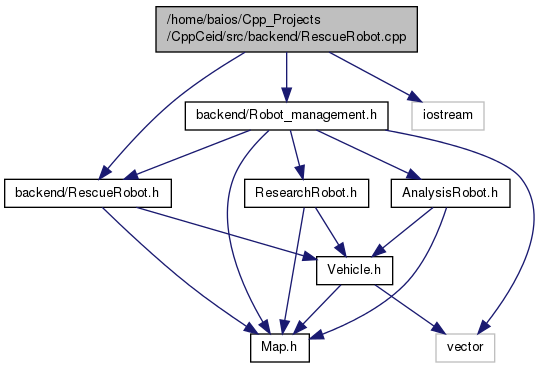 /home/baios/Cpp_Projects
/CppCeid/src/backend/RescueRobot.cpp
backend/Robot_management.h
iostream
backend/RescueRobot.h
ResearchRobot.h
AnalysisRobot.h
Vehicle.h
Map.h
vector